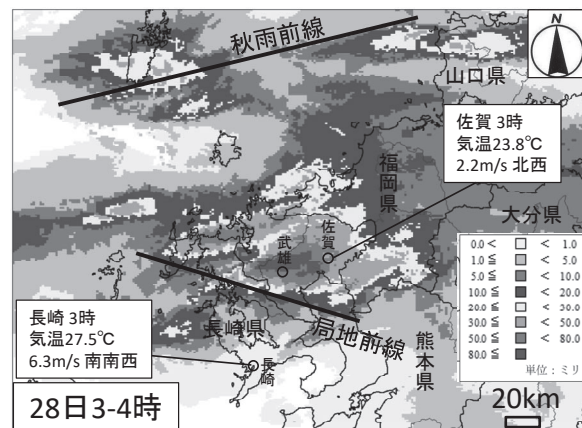 秋雨前線
N
山口県
佐賀 3時
気温23.8℃
2.2m/s 北西
福岡県
大分県
佐賀
武雄
0.0 < < 1.0
1.0 ≦ < 5.0
5.0 ≦ < 10.0
10.0 ≦ < 20.0
20.0 ≦ < 30.0
30.0 ≦ < 50.0
50.0 ≦ < 80.0
80.0 ≦
単位：ミリ
長崎 3時
気温27.5℃
6.3m/s 南南西
長崎県
局地前線
熊本県
長崎
28日3-4時
20km